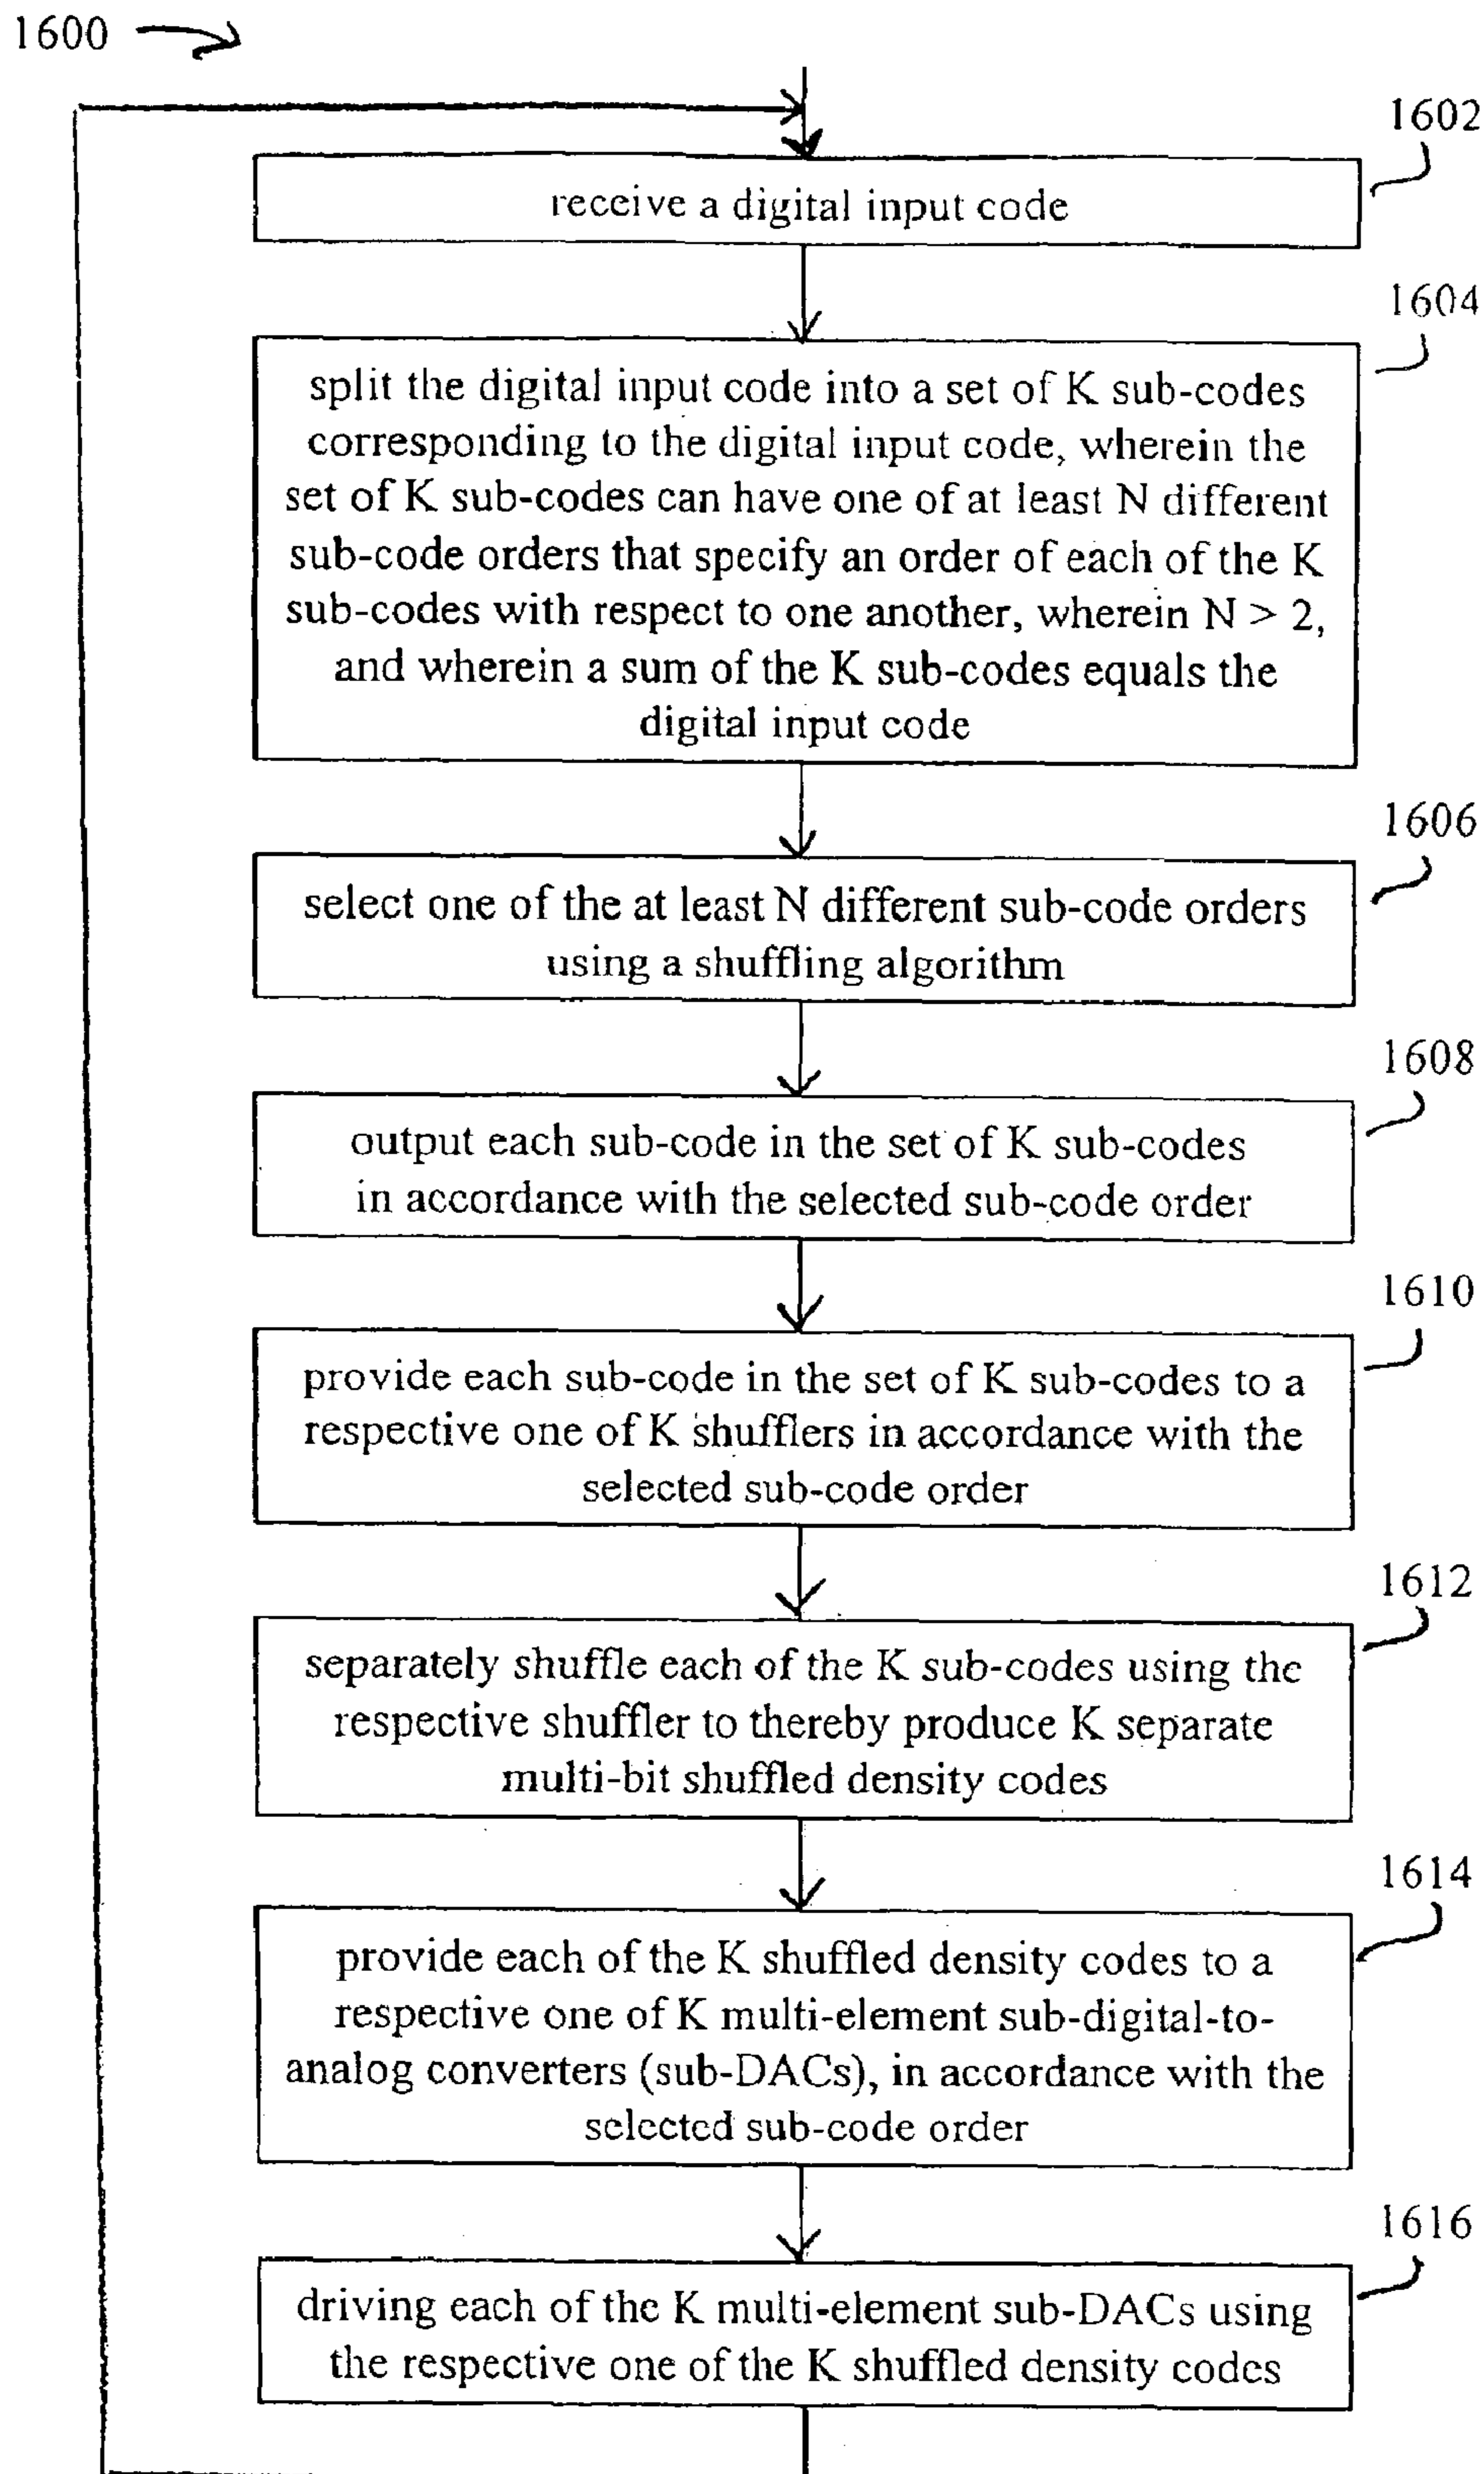 1600
1602
receive a digital input code
1604
split the digital input code into a set of K sub-codes
corresponding to the digital input code, wherein the
set of K sub-codes can have one of at least N different
sub-code orders that specify an order of each of the K
sub-codes with respect to one another, wherein N > 2,
and wherein a sum of the K sub-codes equals the
digital input code
1606
select one of the at least N different sub-code orders
using a shuffling algorithm
1608
output each sub-code in the set of K sub-codes
in accordance with the selected sub-code order
1610
provide each sub-code in the set of K sub-codes to a
respective one of K shufflers in accordance with the
selected sub-code order
1612
separately shuffle each of the K sub-codes using the
respective shuffler to thereby produce K separate
multi-bit shuffled density codes
1614
provide each of the K shuffled density codes to a
respective one of K multi-element sub-digital-to-
analog converters (sub-DACs), in accordance with the
selected sub-code order
1616
driving each of the K multi-element sub-DACs using
the respective one of the K shuffled density codes